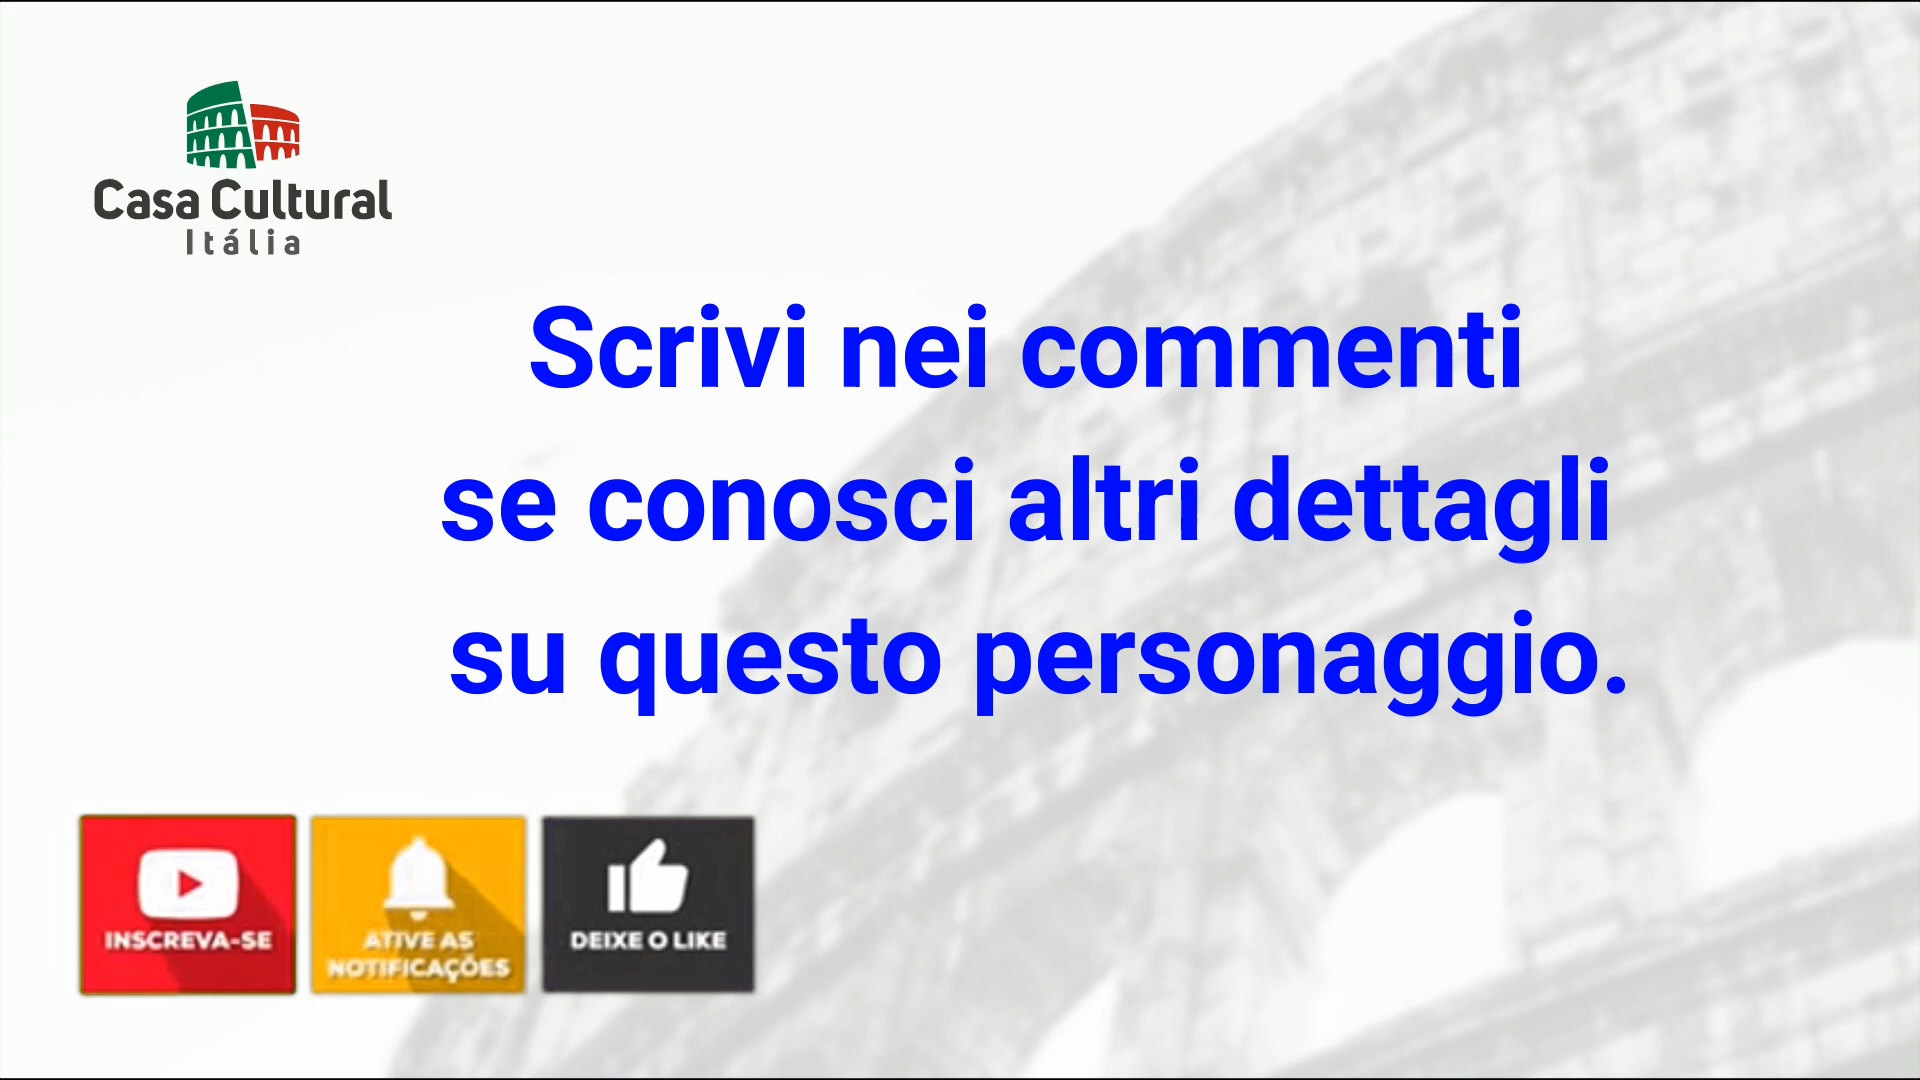 Casa Cultural
Itália
Scrivi nei commenti
se conosci altri dettagli
su questo personaggio.
INSCREVA-SE
ATIVE AS
NOTIFICAÇÕES
DEIXE O LIKE